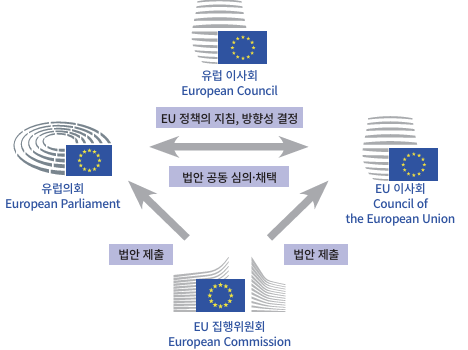 유럽 이사회
European Council
EU 정책의 지침, 방향성 결정
법안 공동 심의·채택
유럽의회
European Parliament
EU 이사회
Council of
the European Union
법안 제출
법안 제출
EU 집행위원회
European Commission